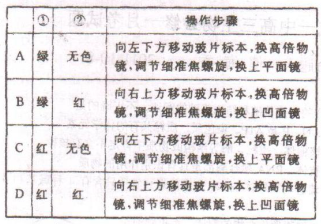 ① ② 操作步骤
A 绿 无色 向左下方移动玻片标本,换高倍物
镜,调节细准焦螺旋,换上平面镜
B 绿 红 向右上方移动玻片标本,换高倍物
镜,调节细准焦螺旋,换上凹面镜
C 红 无色 向左下方移动玻片标本,换高倍物
镜,调节细准焦螺旋,换上平面镜
D 红 红 向右上方移动玻片标本,换高倍物
镜,调节细准焦螺旋,换上凹面镜